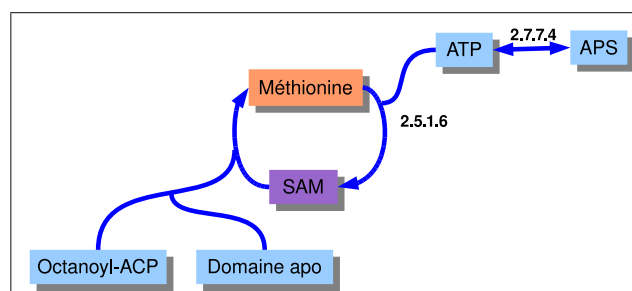 2.7.7.4
ATP
APS
Méthionine
2.5.1.6
SAM
Octanoyl-ACP
Domaine apo